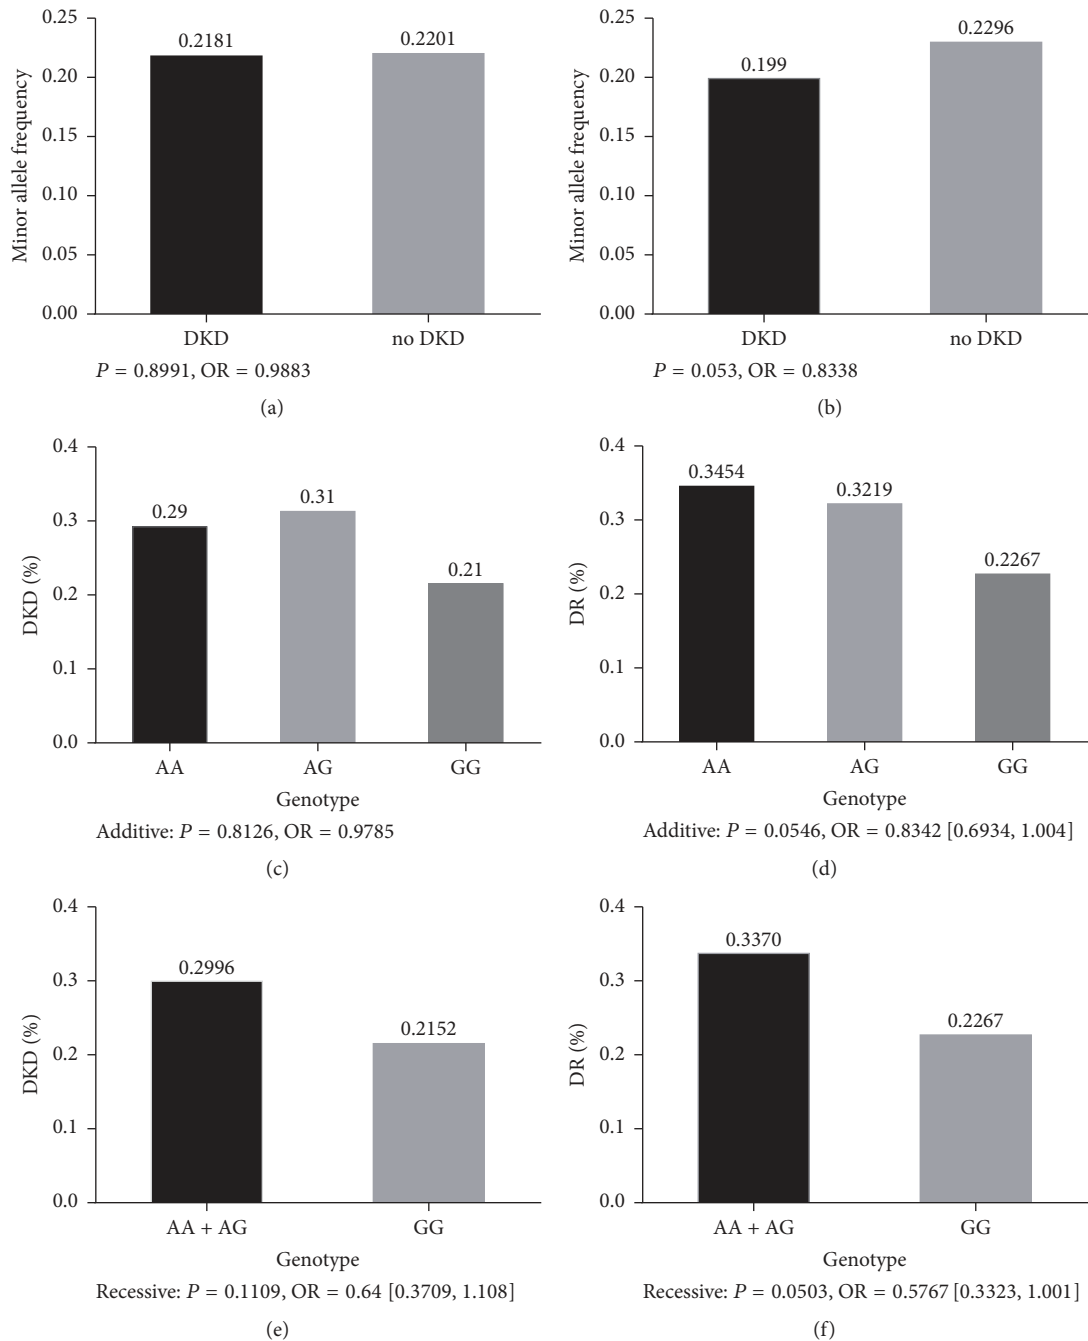 0.25
0.20
0.15
0.10
0.05
0.00
Minor allele frequency
0.2181
0.2201
DKD
no DKD
P = 0.8991, OR = 0.9883
(a)
0.25
0.20
0.15
0.10
0.05
0.00
Minor allele frequency
0.199
0.2296
DKD
no DKD
P = 0.053, OR = 0.8338
(b)
0.4
0.3
0.2
0.1
0.0
DKD (%)
0.29
0.31
0.21
AA
AG
GG
Genotype
Additive: P = 0.8126, OR = 0.9785
(c)
0.4
0.3
0.2
0.1
0.0
DR (%)
0.3454
0.3219
0.2267
AA
AG
GG
Genotype
Additive: P = 0.0546, OR = 0.8342 [0.6934, 1.004]
(d)
0.4
0.3
0.2
0.1
0.0
DKD (%)
0.2996
0.2152
AA + AG
GG
Genotype
Recessive: P = 0.1109, OR = 0.64 [0.3709, 1.108]
(e)
0.4
0.3
0.2
0.1
0.0
DR (%)
0.3370
0.2267
AA + AG
GG
Genotype
Recessive: P = 0.0503, OR = 0.5767 [0.3323, 1.001]
(f)